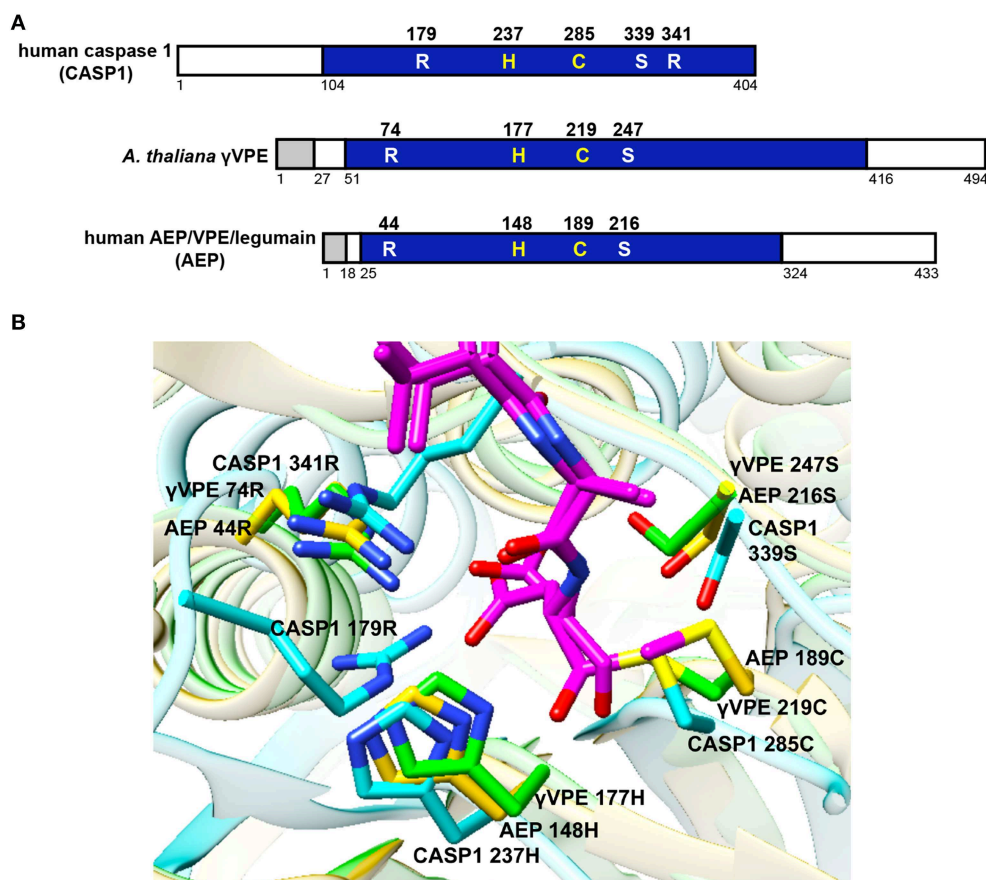 A
179 237 285 339 341
human caspase 1
(CASP1)
R H C S R
1 104 404
74 177 219 247
A. thaliana γVPE
R H C S
1 27 51 416 494
44 148 189 216
human AEP/VPE/legumain
(AEP)
R H C S
1 18 25 324 433
B
CASP1 341R
γVPE 74R
AEP 44R
γVPE 247S
AEP 216S
CASP1
339S
CASP1 179R
AEP 189C
γVPE 219C
CASP1 285C
γVPE 177H
AEP 148H
CASP1 237H